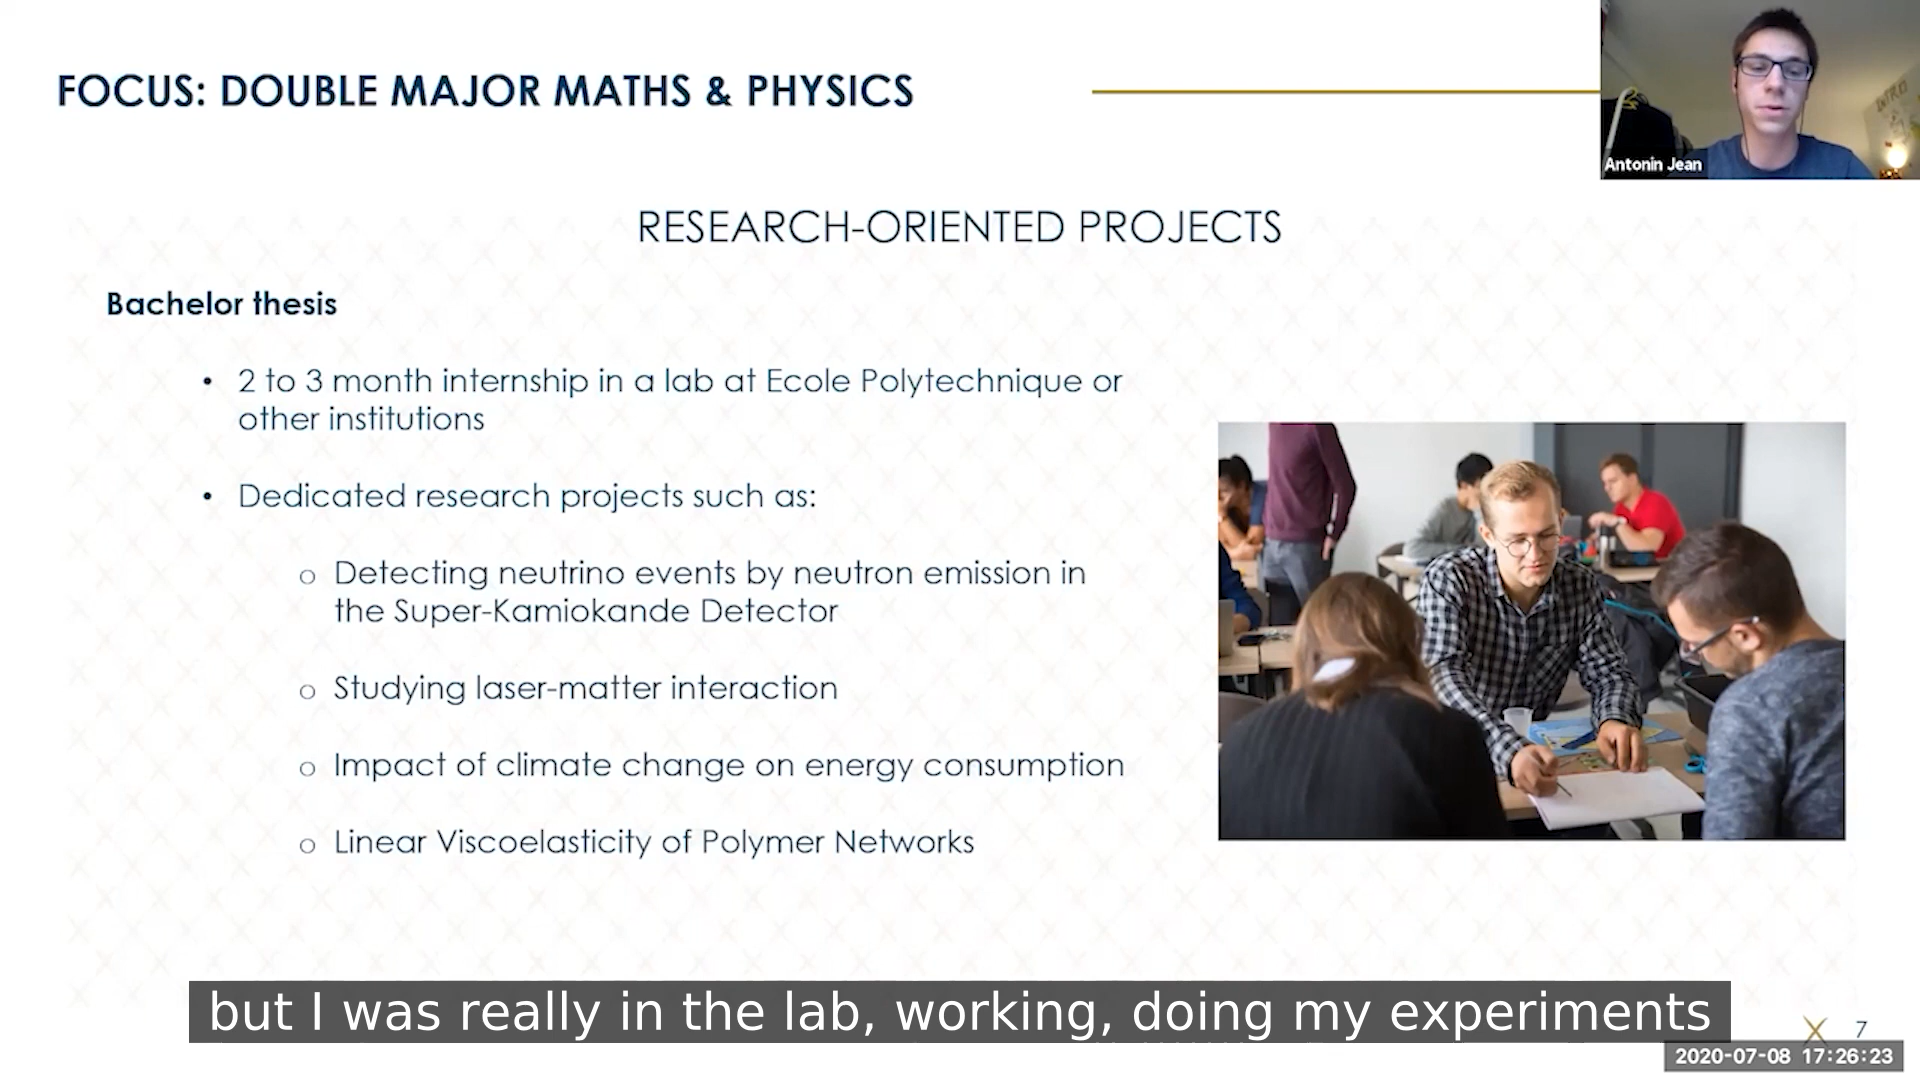 FOCUS: DOUBLE MAJOR MATHS & PHYSICS
Antonin Jean
RESEARCH-ORIENTED PROJECTS
Bachelor thesis
• 2 to 3 month internship in a lab at Ecole Polytechnique or
other institutions
• Dedicated research projects such as:
o Detecting neutrino events by neutron emission in
the Super-Kamiokande Detector
o Studying laser-matter interaction
o Impact of climate change on energy consumption
o Linear Viscoelasticity of Polymer Networks
but I was really in the lab, working, doing my experiments
7
2020-07-08 17:26:23